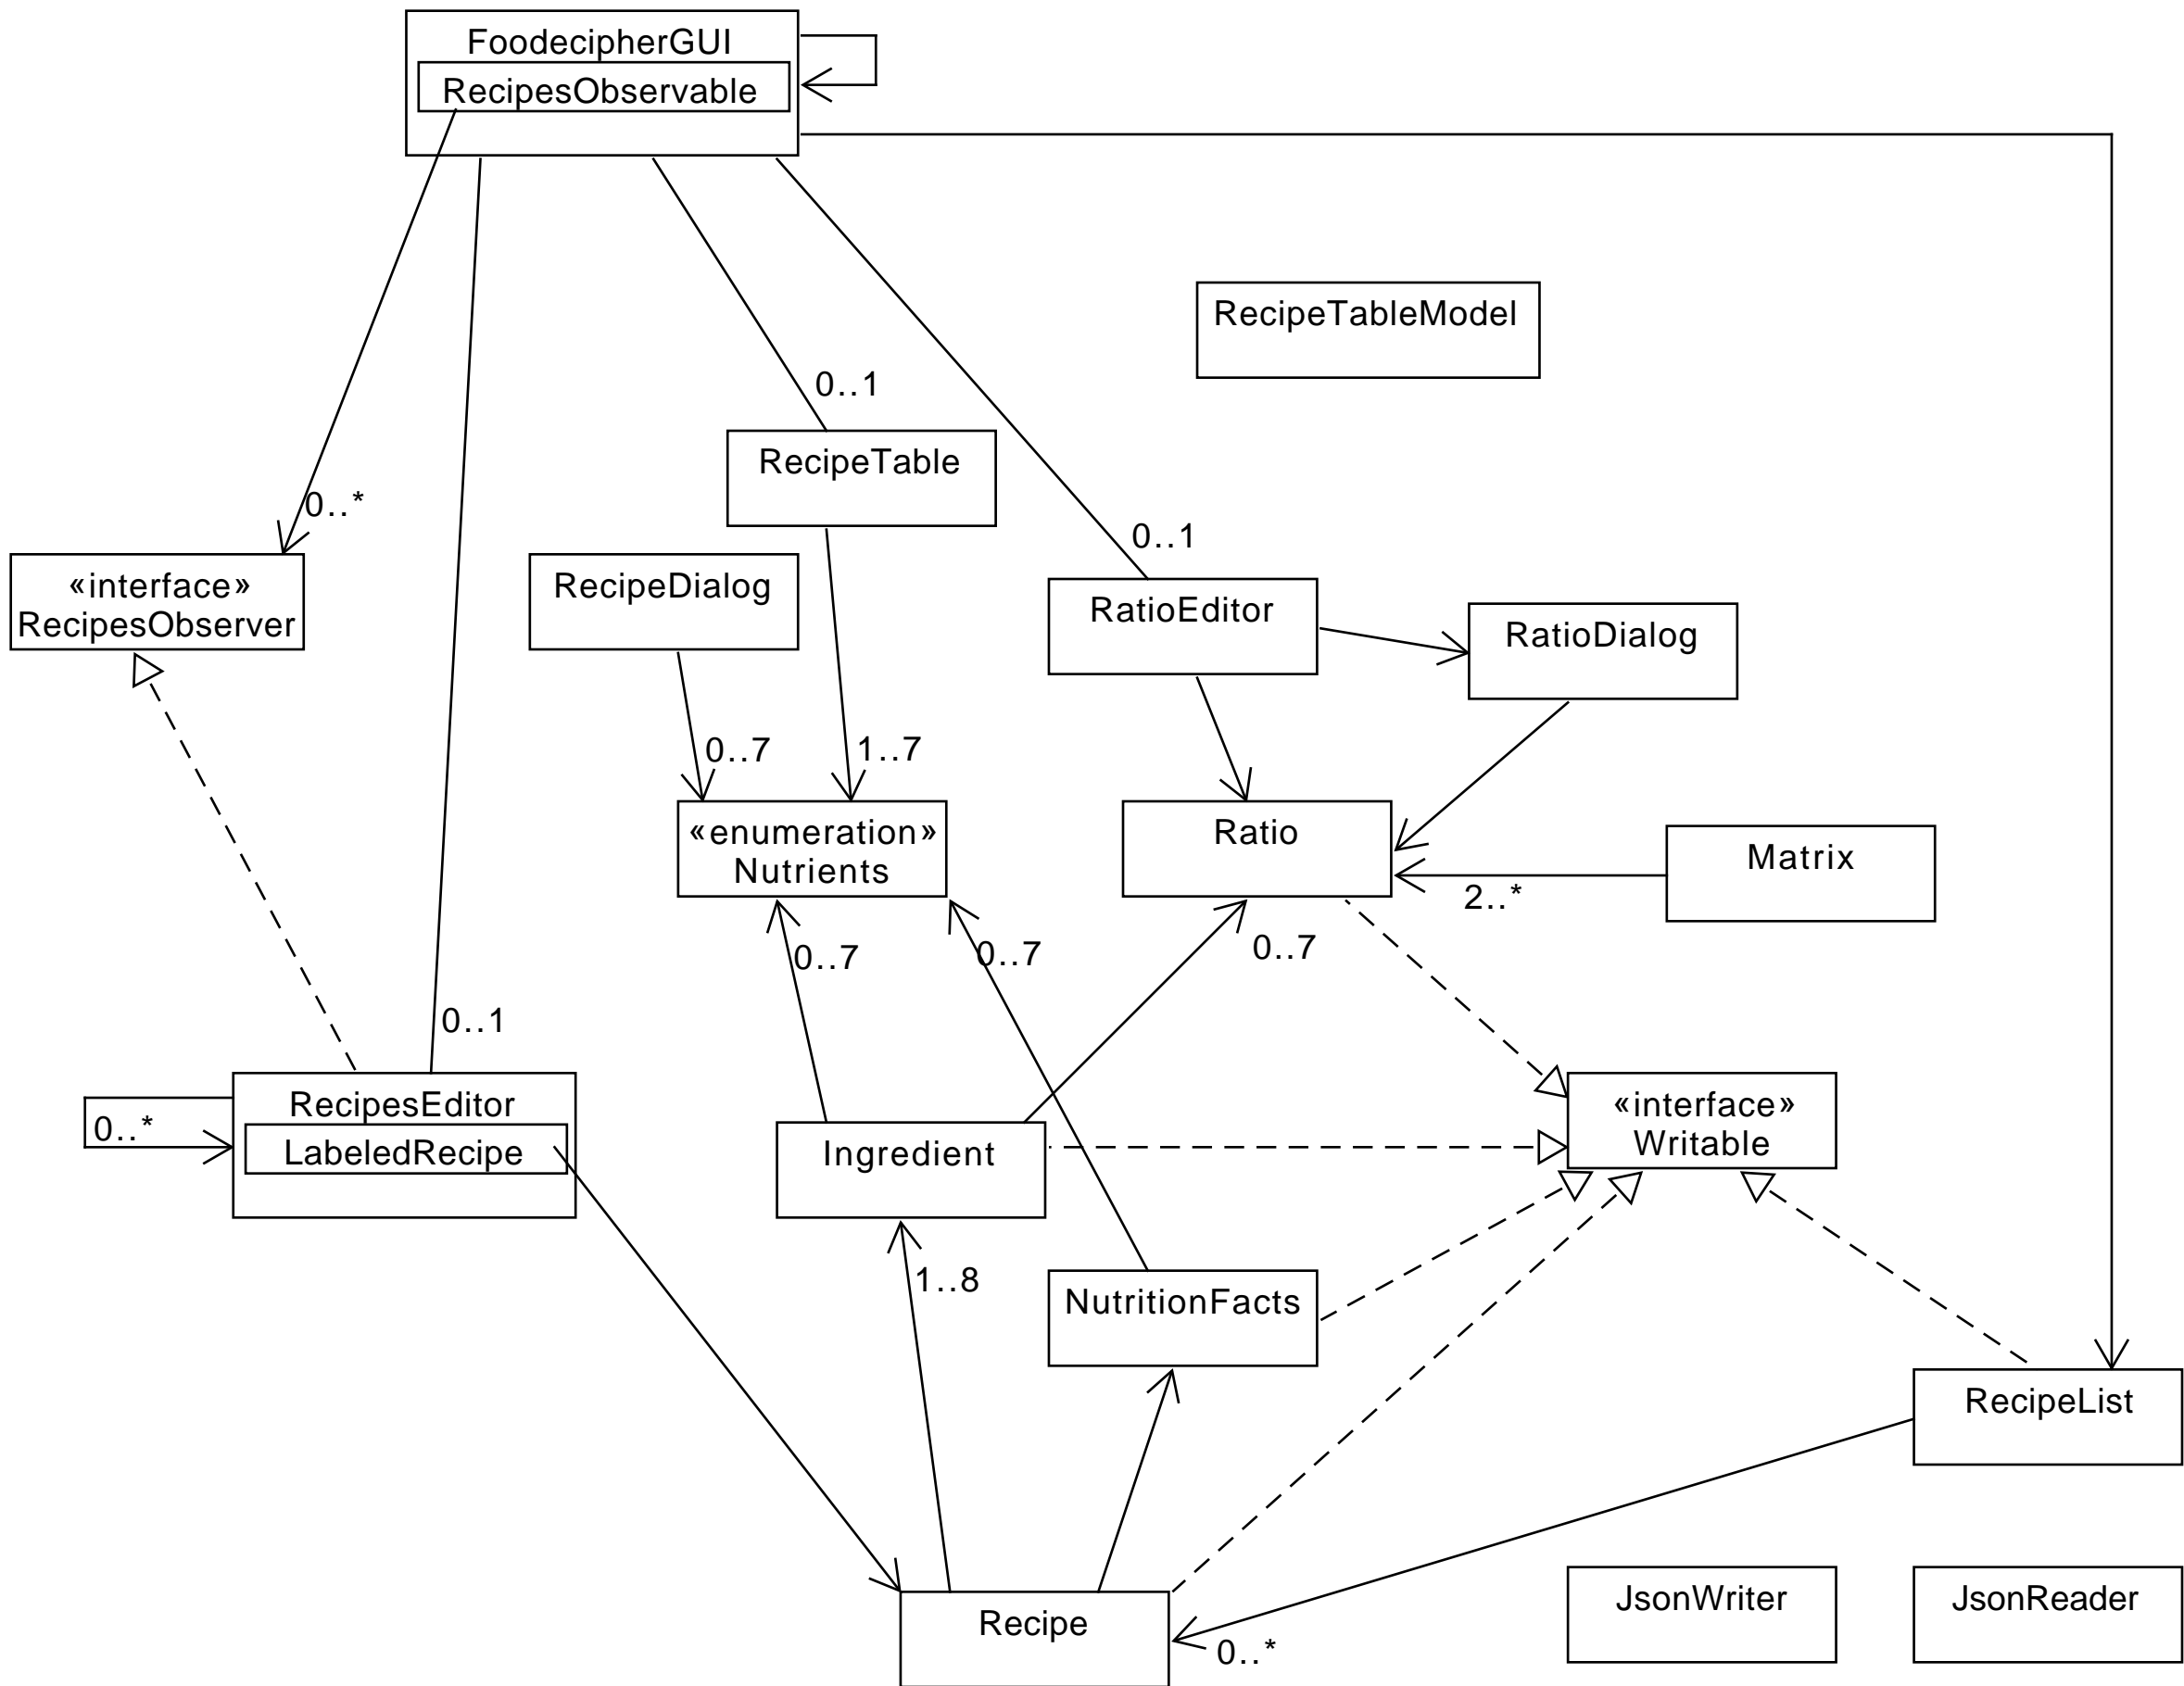 FoodecipherGUI
RecipesObservable
RecipeTableModel
0..1
RecipeTable
0..*
0..1
«interface»
RecipesObserver
RecipeDialog
RatioEditor
RatioDialog
0..7
1..7
«enumeration»
Nutrients
Ratio
Matrix
2..*
0..7
0..7
0..7
0..1
RecipesEditor
0..*
LabeledRecipe
Ingredient
«interface»
Writable
1..8
NutritionFacts
RecipeList
Recipe
0..*
JsonWriter
JsonReader